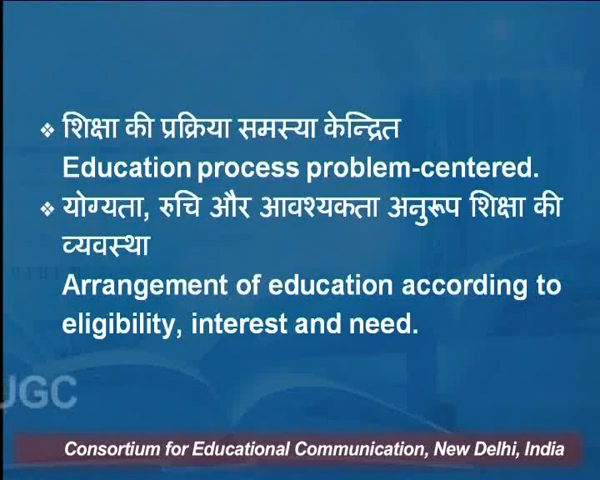 ❖ शिक्षा की प्रक्रिया समस्या केन्द्रित
Education process problem-centered.
❖ योग्यता, रुचि और आवश्यकता अनुरूप शिक्षा की
व्यवस्था
Arrangement of education according to
eligibility, interest and need.
UGC
Consortium for Educational Communication, New Delhi, India